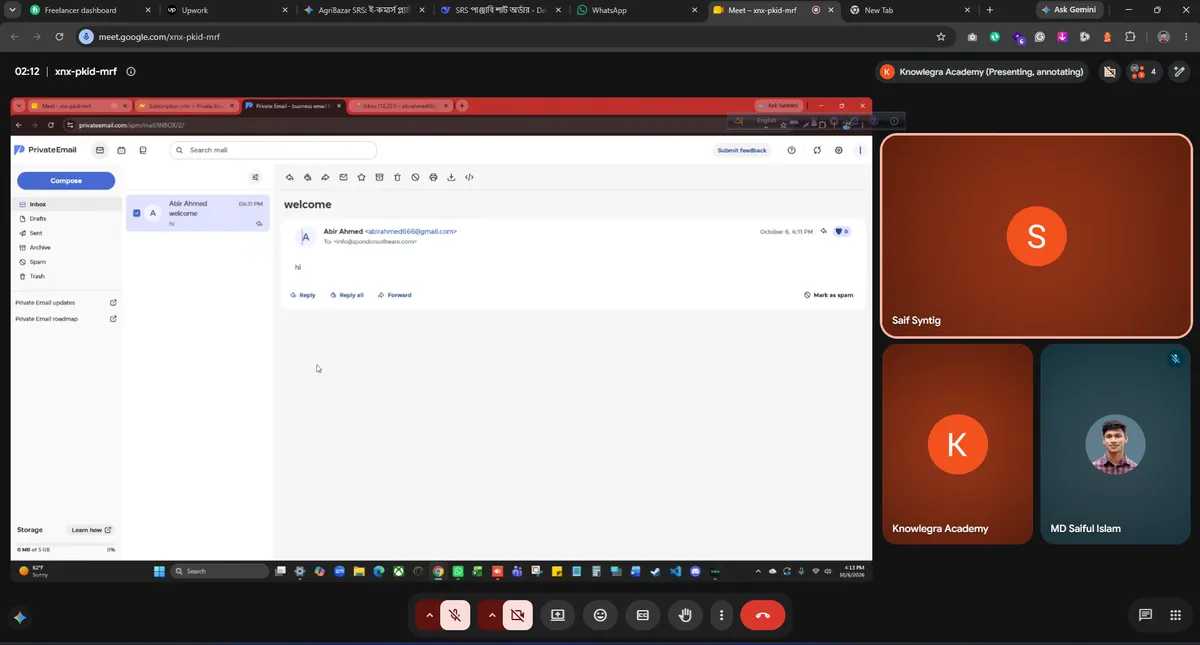 Freelancer dashboard
Upwork
AgriBazar SRS: ই-কমার্স প্ল্যা
SRS পাঞ্জাবি শার্ট অর্ডার - De
WhatsApp
Meet – xnx-pkid-mrf
New Tab
Ask Gemini
meet.google.com/xnx-pkid-mrf
02:12 | xnx-pkid-mrf
Knowlegra Academy (Presenting, annotating)
4
Meet – xnx-pkid-mrf
Private Email – business email
Ask Gemini
privateemail.com/apm/mail/INBOX/2/
English
PrivateEmail
Search mail
Submit feedback
Compose
Inbox
Drafts
Sent
Archive
Spam
Trash
Private Email updates
Private Email roadmap
Abir Ahmed
04:11 PM
A
welcome
hi
welcome
A
Abir Ahmed <abirahmed666@gmail.com>
October 6, 4:11 PM
0
To: <info@spondonsoftware.com>
hi
Reply
Reply all
Forward
Mark as spam
Storage
Learn how
0 MB of 5 GB
0%
62°F
Sunny
Search
4:13 PM
10/6/2026
S
Saif Syntig
K
Knowlegra Academy
MD Saiful Islam